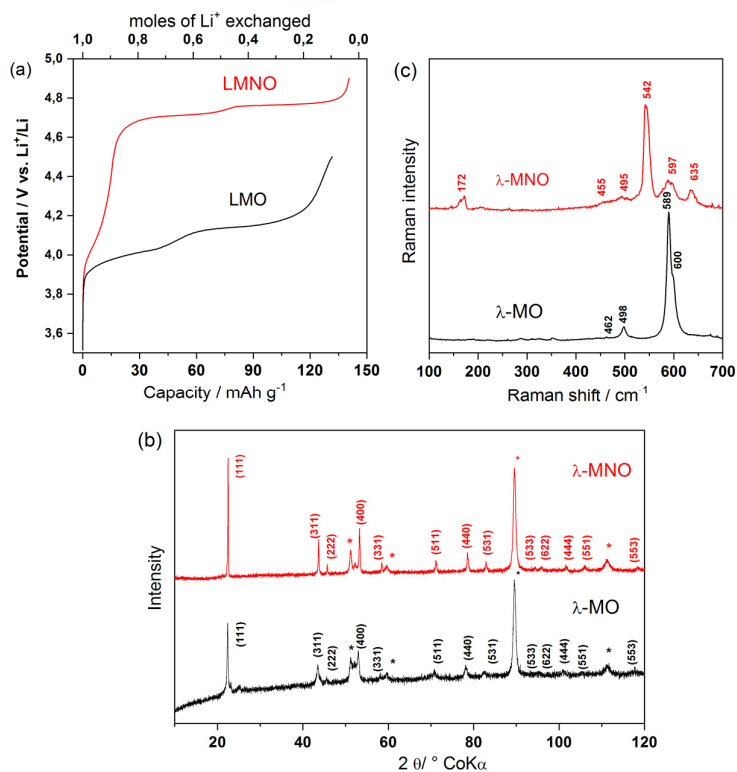 moles of Li⁺ exchanged
1,0 0,8 0,6 0,4 0,2 0,0
(a)
5,0
4,8
4,6
4,4
4,2
4,0
3,8
3,6
Potential / V vs. Li⁺/Li
LMNO
LMO
0 30 60 90 120 150
Capacity / mAh g⁻¹
(c)
Raman intensity
λ-MNO
172
455
495
542
597
635
λ-MO
462
498
589
600
100 200 300 400 500 600 700
Raman shift / cm⁻¹
(b)
Intensity
λ-MNO
(111)
(311)
(222)
*
(400)
(331)
*
(511)
(440)
(531)
*
(533)
(622)
(444)
(551)
*
(553)
λ-MO
(111)
(311)
(222)
*
(400)
(331)
*
(511)
(440)
(531)
*
(533)
(622)
(444)
(551)
*
(553)
20 40 60 80 100 120
2 θ/ ° CoKα